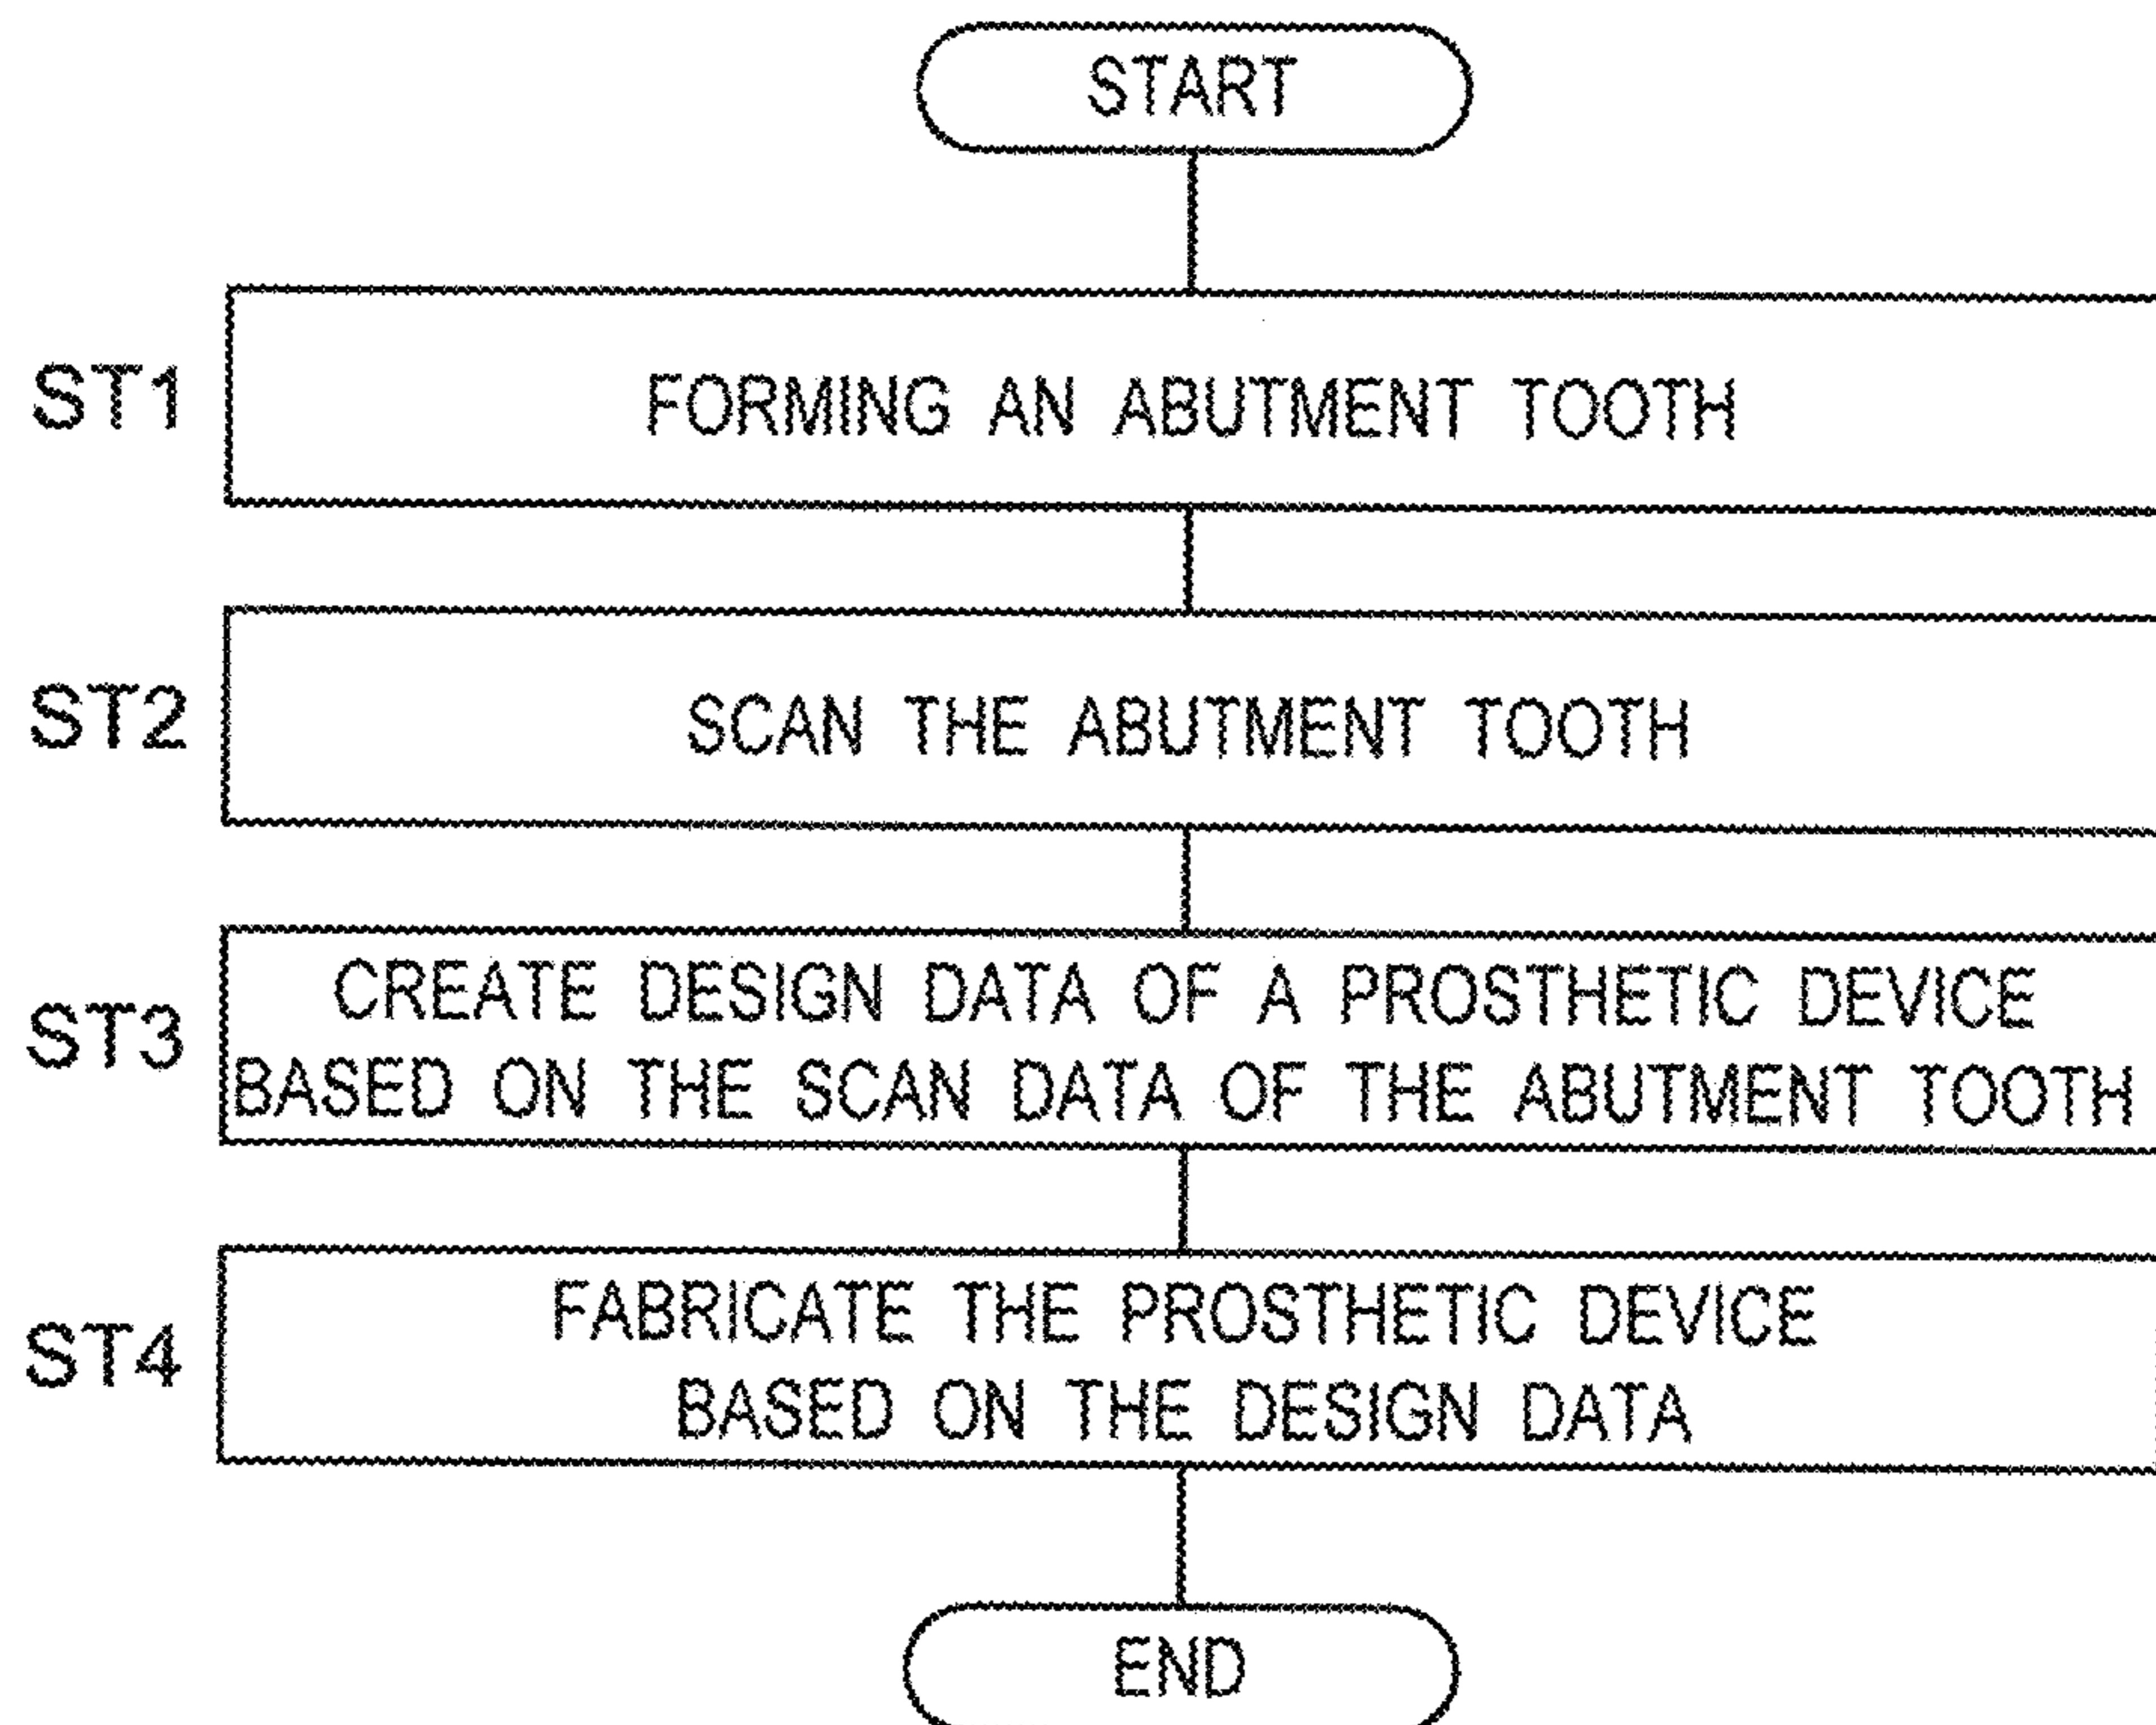 START
ST1
FORMING AN ABUTMENT TOOTH
ST2
SCAN THE ABUTMENT TOOTH
ST3
CREATE DESIGN DATA OF A PROSTHETIC DEVICE
BASED ON THE SCAN DATA OF THE ABUTMENT TOOTH
ST4
FABRICATE THE PROSTHETIC DEVICE
BASED ON THE DESIGN DATA
END